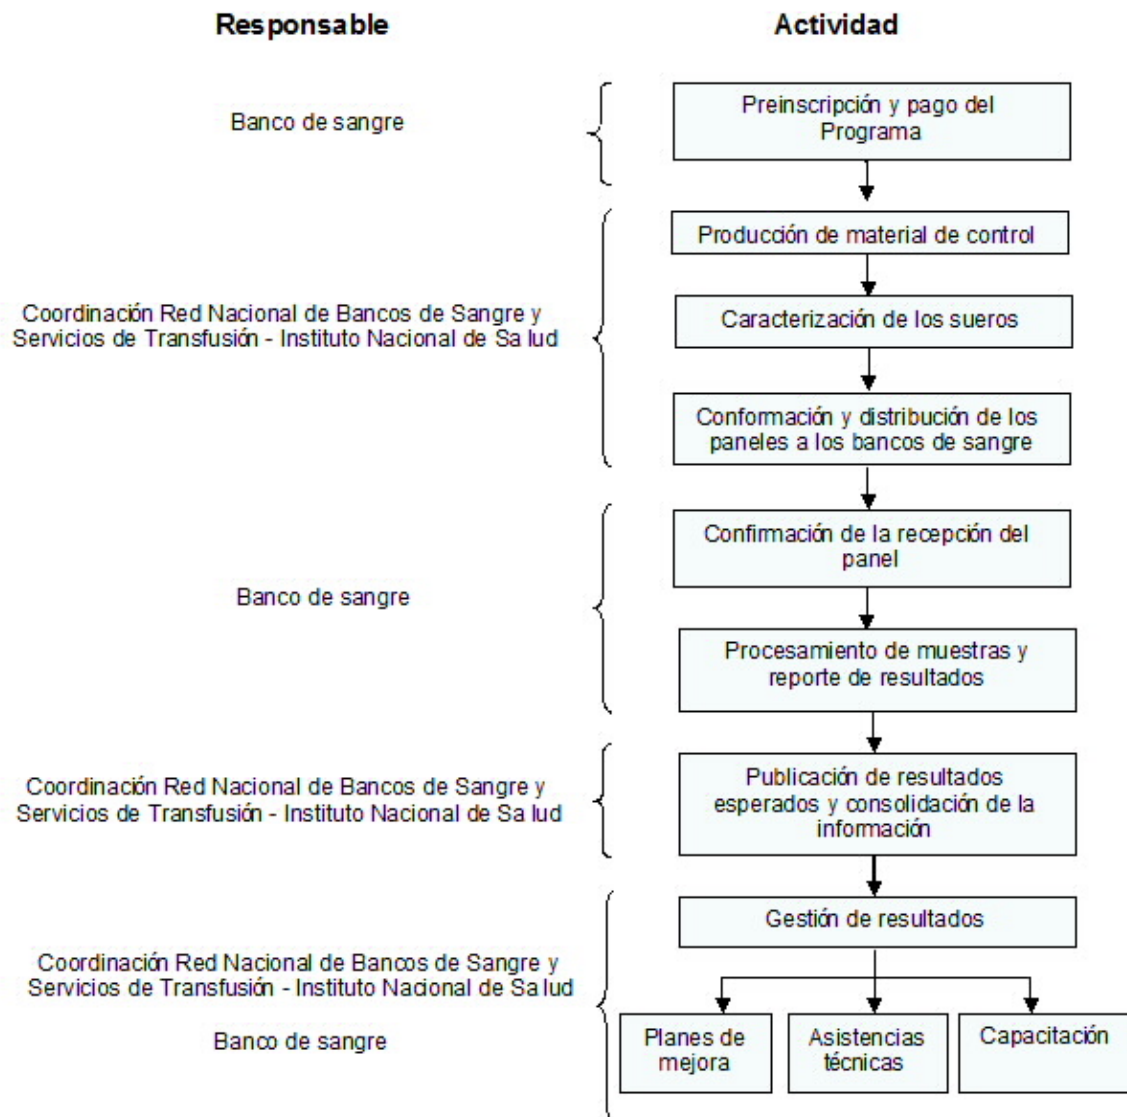 Responsable
Actividad
Banco de sangre
Preinscripción y pago del
Programa
Coordinación Red Nacional de Bancos de Sangre y
Servicios de Transfusión - Instituto Nacional de Sa lud
Producción de material de control
Caracterización de los sueros
Conformación y distribución de los
paneles a los bancos de sangre
Banco de sangre
Confirmación de la recepción del
panel
Procesamiento de muestras y
reporte de resultados
Coordinación Red Nacional de Bancos de Sangre y
Servicios de Transfusión - Instituto Nacional de Sa lud
Publicación de resultados
esperados y consolidación de la
información
Coordinación Red Nacional de Bancos de Sangre y
Servicios de Transfusión - Instituto Nacional de Sa lud
Banco de sangre
Gestión de resultados
Planes de
mejora
Asistencias
técnicas
Capacitación